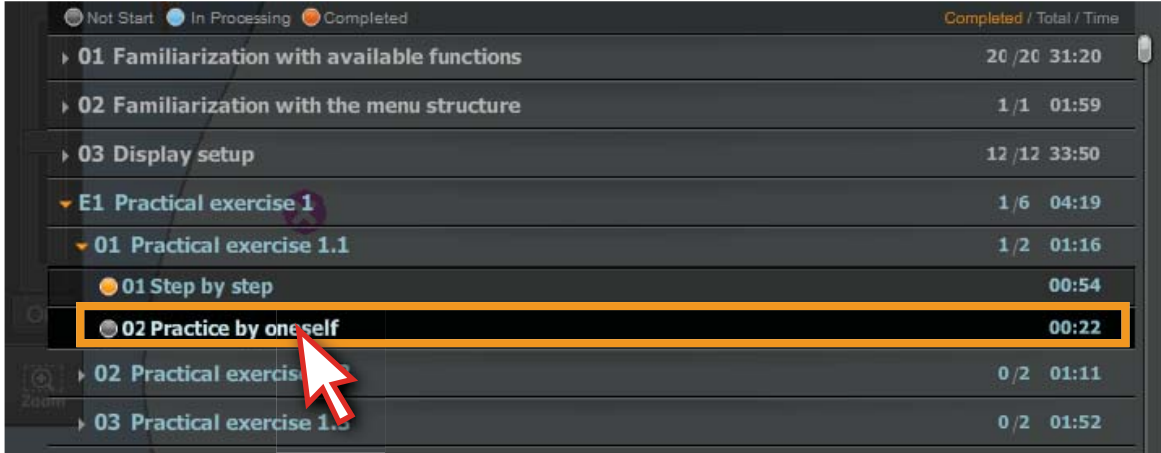 Not Start In Processing Completed Completed / Total / Time
01 Familiarization with available functions 20 /20 31:20
02 Familiarization with the menu structure 1 /1 01:59
03 Display setup 12 /12 33:50
E1 Practical exercise 1 1 /6 04:19
01 Practical exercise 1.1 1 /2 01:16
01 Step by step 00:54
02 Practice by oneself 00:22
02 Practical 0 /2 01:11
03 Practical exercise 0 /2 01:52
Zoom